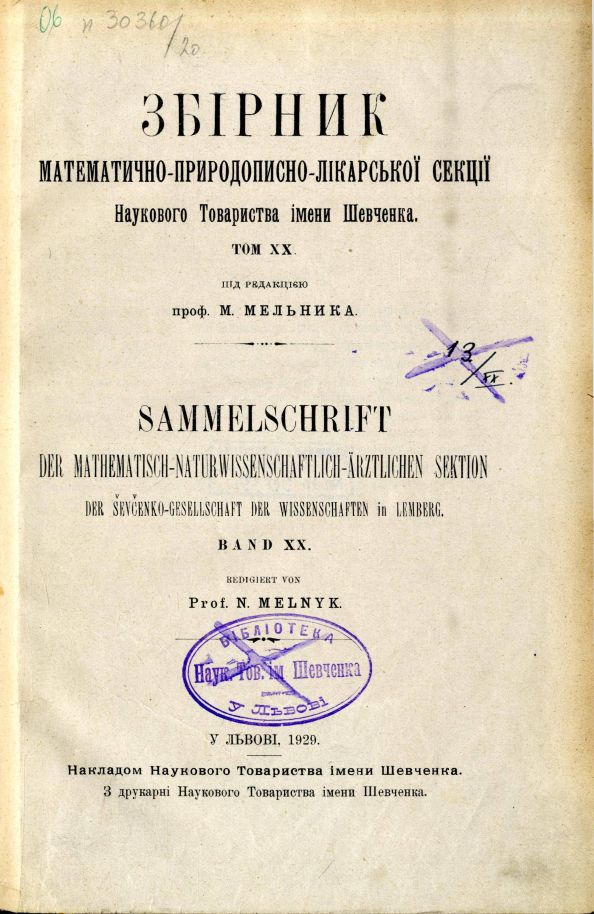 06 п 30360/20
ЗБІРНИК
МАТЕМАТИЧНО-ПРИРОДОПИСНО-ЛІКАРСЬКОЇ СЕКЦІЇ
Наукового Товариства імени Шевченка.
ТОМ XX.
ПІД РЕДАКЦІЄЮ
проф. М. МЕЛЬНИКА.
13/XX.
SAMMELSCHRIFT
DER MATHEMATISCH-NATURWISSENSCHAFTLICH-ÄRZTLICHEN SEKTION
DER ŠEVČENKO-GESELLSCHAFT DER WISSENSCHAFTEN in LEMBERG.
BAND XX.
REDIGIERT VON
Prof. N. MELNYK.
БІБЛІОТЕКА
Наук. Тов. ім Шевченка
у Львові
У ЛЬВОВІ, 1929.
Накладом Наукового Товариства імени Шевченка.
З друкарні Наукового Товариства імени Шевченка.